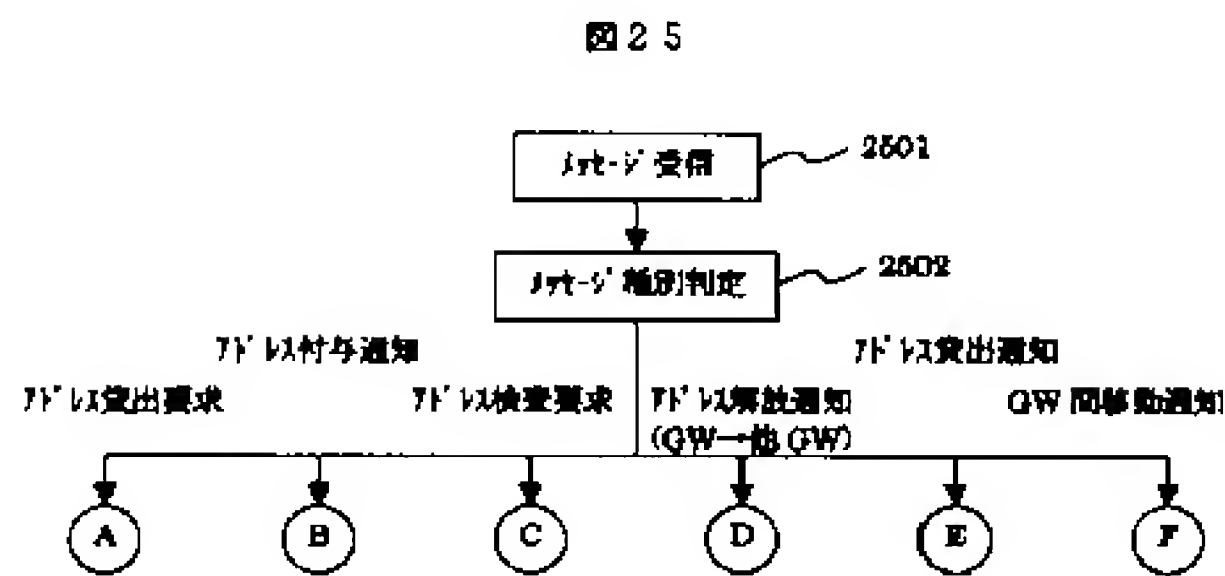 図25
ﾒｯｾｰｼﾞ受信
2501
ﾒｯｾｰｼﾞ種別判定
2502
ｱﾄﾞﾚｽ付与通知
ｱﾄﾞﾚｽ貸出通知
ｱﾄﾞﾚｽ貸出要求
ｱﾄﾞﾚｽ検査要求
ｱﾄﾞﾚｽ解放通知
GW間移動通知
(GW→他GW)
A
B
C
D
E
F